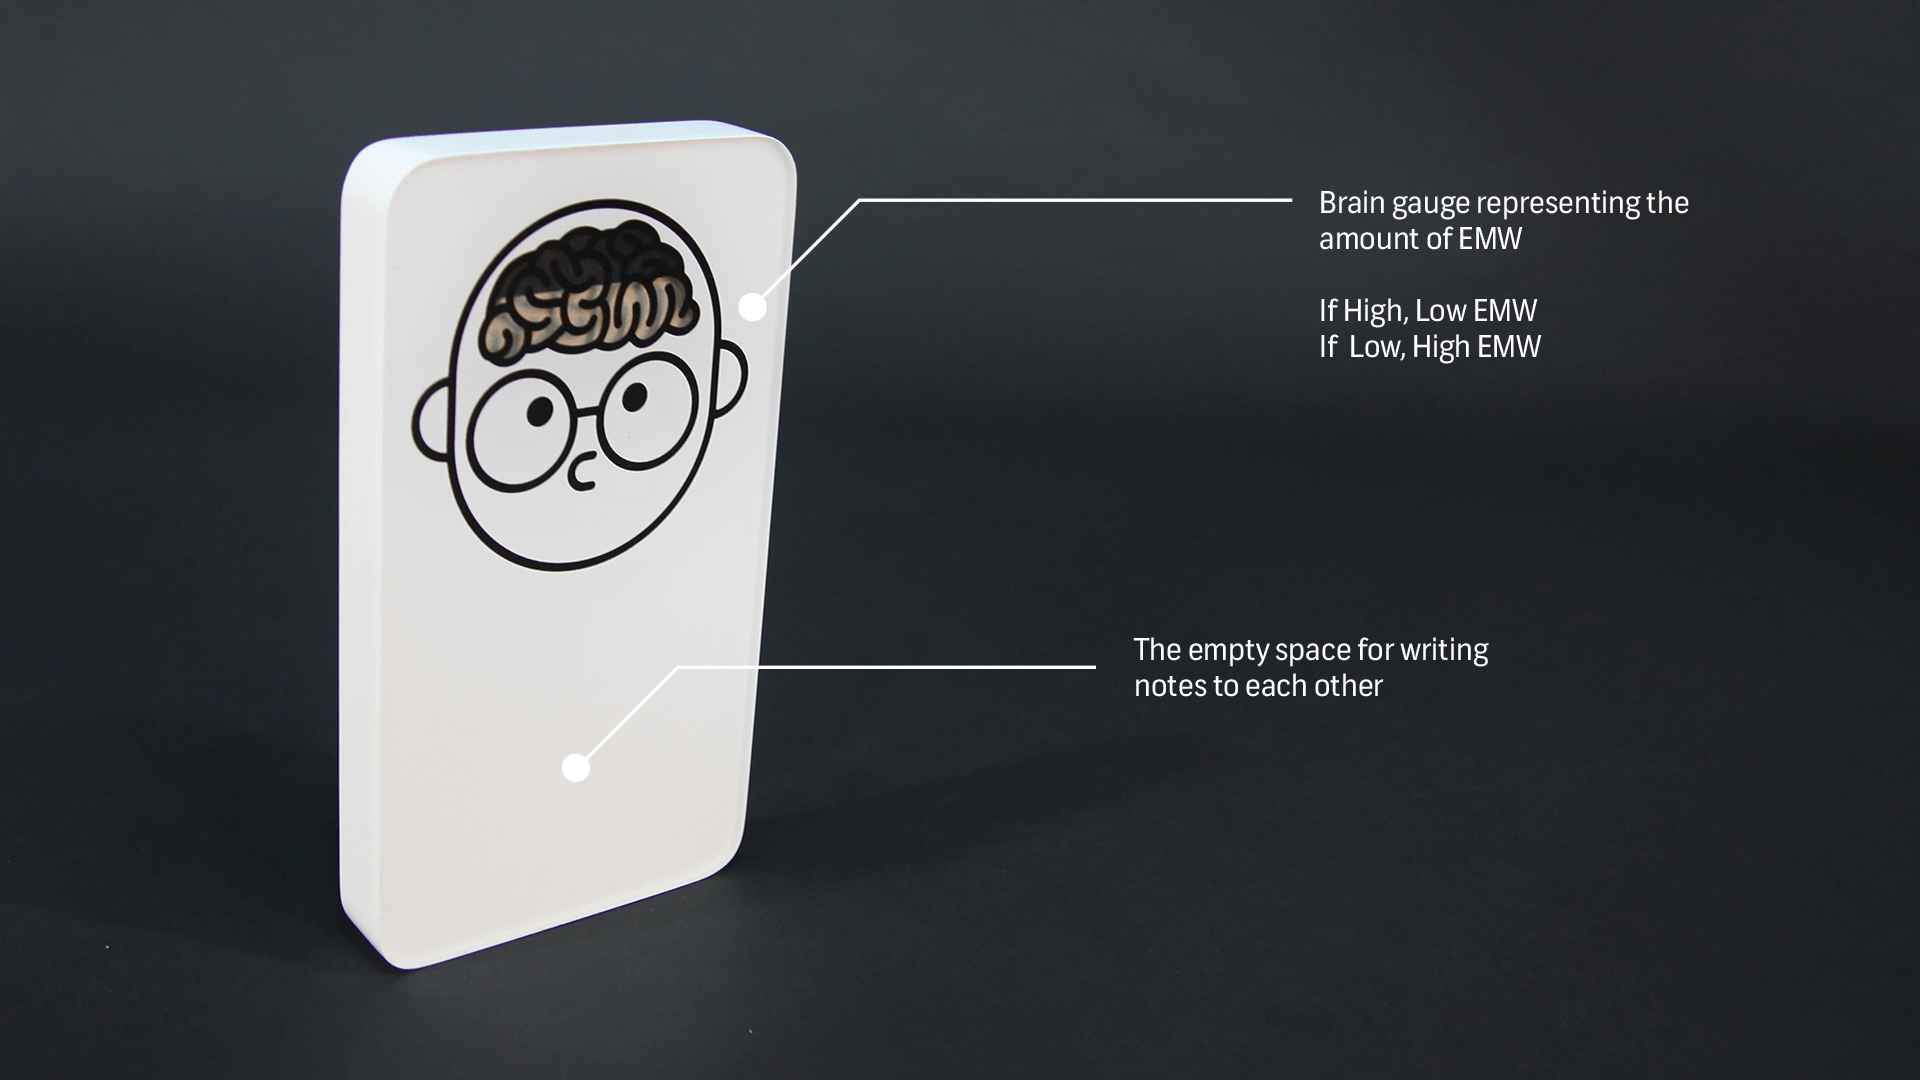 Brain gauge representing the
amount of EMW
If High, Low EMW
If  Low, High EMW
The empty space for writing
notes to each other